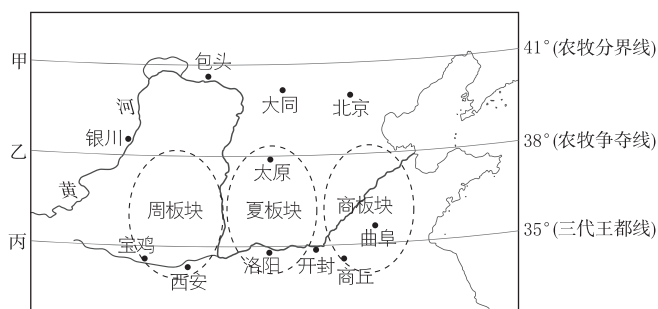 甲
41°(农牧分界线)
包头
大同
北京
河
银川
乙
38°(农牧争夺线)
太原
黄
周板块
夏板块
商板块
丙
35°(三代王都线)
曲阜
宝鸡
西安
洛阳
开封
商丘